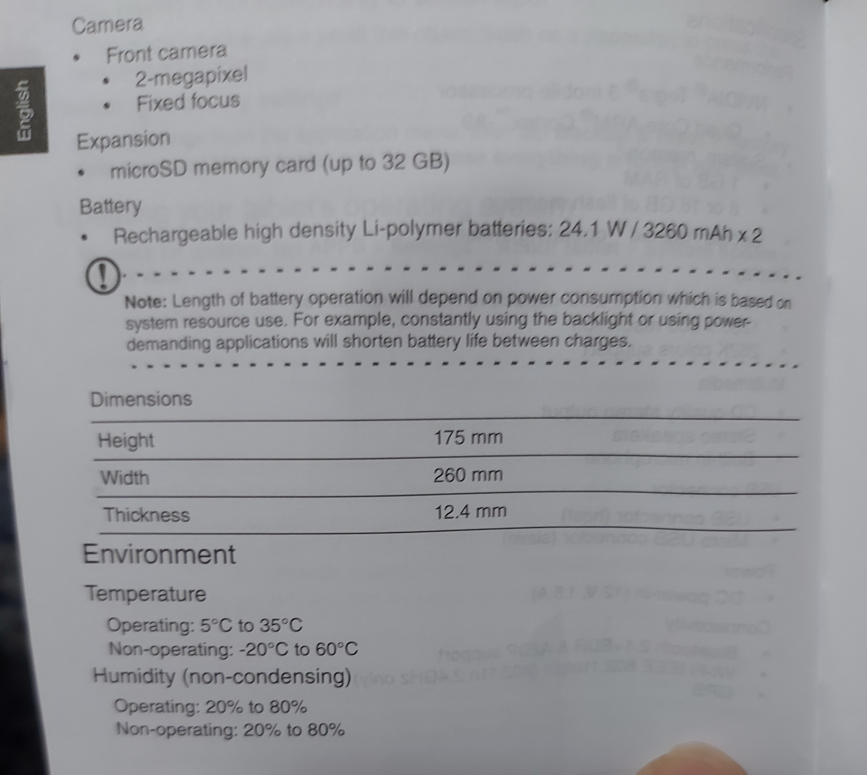 English
Camera
• Front camera
• 2-megapixel
• Fixed focus
Expansion
• microSD memory card (up to 32 GB)
Battery
• Rechargeable high density Li-polymer batteries: 24.1 W / 3260 mAh x 2
Note: Length of battery operation will depend on power consumption which is based on
system resource use. For example, constantly using the backlight or using power-
demanding applications will shorten battery life between charges.
Dimensions
Height 175 mm
Width 260 mm
Thickness 12.4 mm
Environment
Temperature
Operating: 5°C to 35°C
Non-operating: -20°C to 60°C
Humidity (non-condensing)
Operating: 20% to 80%
Non-operating: 20% to 80%